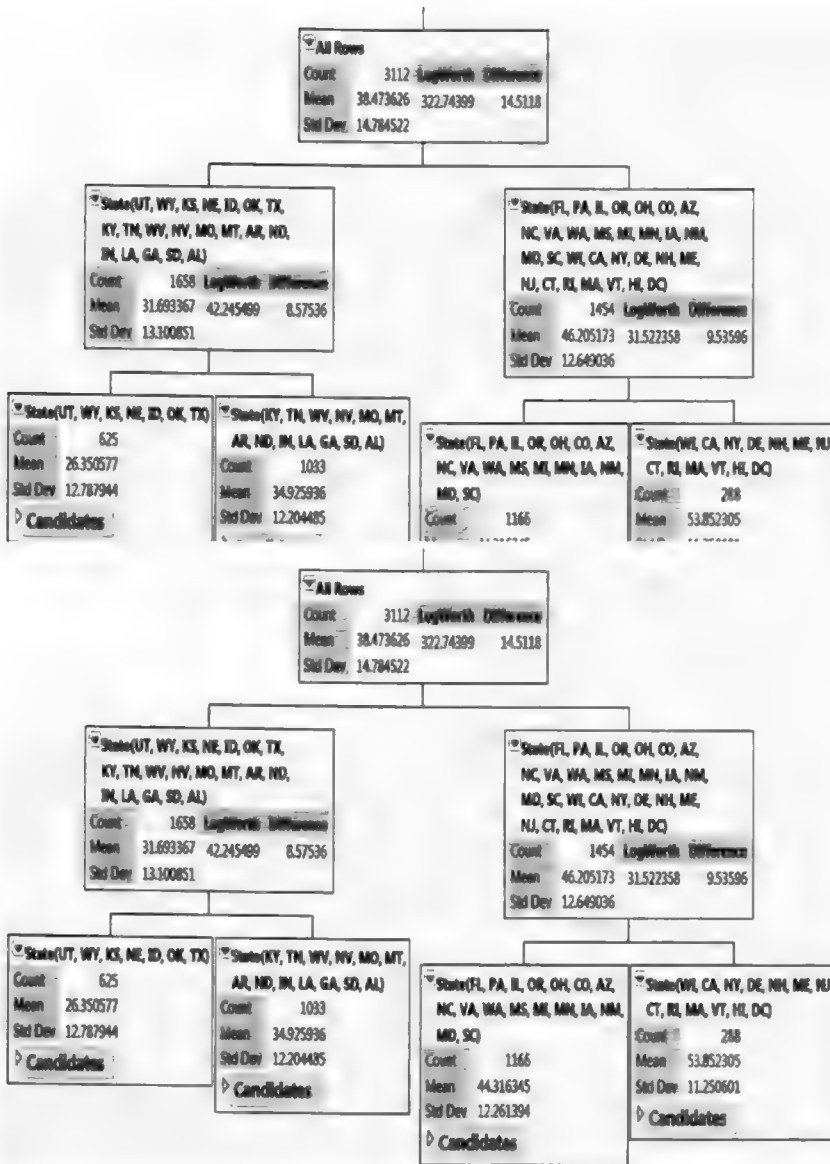 All Rows
Count 3112 LogWorth Difference
Mean 38.473626 322.74399 14.5118
Std Dev 14.784522
State(UT, WY, KS, NE, ID, OK, TX,
KY, TN, WV, NV, MO, MT, AR, ND,
IN, LA, GA, SD, AL)
Count 1658 LogWorth Difference
Mean 31.693367 42.245499 8.57536
Std Dev 13.100851
State(FL, PA, IL, OR, OH, CO, AZ,
NC, VA, WA, MS, MI, MN, IA, NM,
MD, SC, WI, CA, NY, DE, NH, ME,
NJ, CT, RI, MA, VT, HI, DC)
Count 1454 LogWorth Difference
Mean 46.205173 31.522358 9.53596
Std Dev 12.649036
State(UT, WY, KS, NE, ID, OK, TX)
Count 625
Mean 26.350577
Std Dev 12.787944
Candidates
State(KY, TN, WV, NV, MO, MT,
AR, ND, IN, LA, GA, SD, AL)
Count 1033
Mean 34.925936
Std Dev 12.204485
State(FL, PA, IL, OR, OH, CO, AZ,
NC, VA, WA, MS, MI, MN, IA, NM,
MD, SC)
Count 1166
State(WI, CA, NY, DE, NH, ME, NJ
CT, RI, MA, VT, HI, DC)
Count 288
Mean 53.852305
All Rows
Count 3112 LogWorth Difference
Mean 38.473626 322.74399 14.5118
Std Dev 14.784522
State(UT, WY, KS, NE, ID, OK, TX,
KY, TN, WV, NV, MO, MT, AR, ND,
IN, LA, GA, SD, AL)
Count 1658 LogWorth Difference
Mean 31.693367 42.245499 8.57536
Std Dev 13.100851
State(FL, PA, IL, OR, OH, CO, AZ,
NC, VA, WA, MS, MI, MN, IA, NM,
MD, SC, WI, CA, NY, DE, NH, ME,
NJ, CT, RI, MA, VT, HI, DC)
Count 1454 LogWorth Difference
Mean 46.205173 31.522358 9.53596
Std Dev 12.649036
State(UT, WY, KS, NE, ID, OK, TX)
Count 625
Mean 26.350577
Std Dev 12.787944
Candidates
State(KY, TN, WV, NV, MO, MT,
AR, ND, IN, LA, GA, SD, AL)
Count 1033
Mean 34.925936
Std Dev 12.204485
Candidates
State(FL, PA, IL, OR, OH, CO, AZ,
NC, VA, WA, MS, MI, MN, IA, NM,
MD, SC)
Count 1166
Mean 44.316345
Std Dev 12.261394
Candidates
State(WI, CA, NY, DE, NH, ME, NJ
CT, RI, MA, VT, HI, DC)
Count 288
Mean 53.852305
Std Dev 11.250601
Candidates